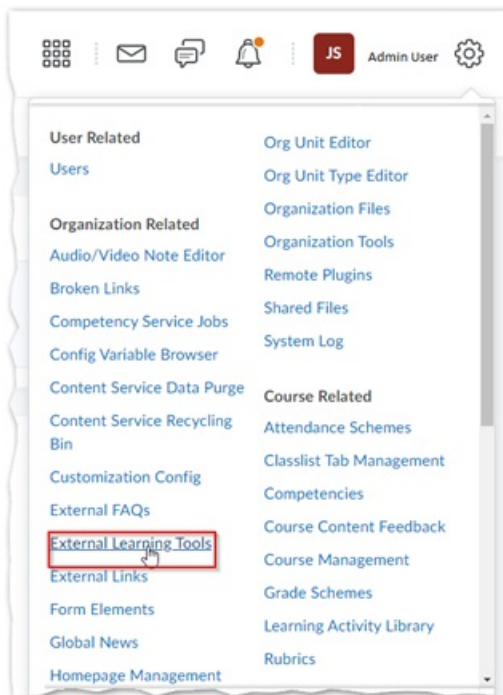 JS Admin User
User Related
Users
Organization Related
Audio/Video Note Editor
Broken Links
Competency Service Jobs
Config Variable Browser
Content Service Data Purge
Content Service Recycling
Bin
Customization Config
External FAQs
External Learning Tools
External Links
Form Elements
Global News
Homepage Management
Org Unit Editor
Org Unit Type Editor
Organization Files
Organization Tools
Remote Plugins
Shared Files
System Log
Course Related
Attendance Schemes
Classlist Tab Management
Competencies
Course Content Feedback
Course Management
Grade Schemes
Learning Activity Library
Rubrics